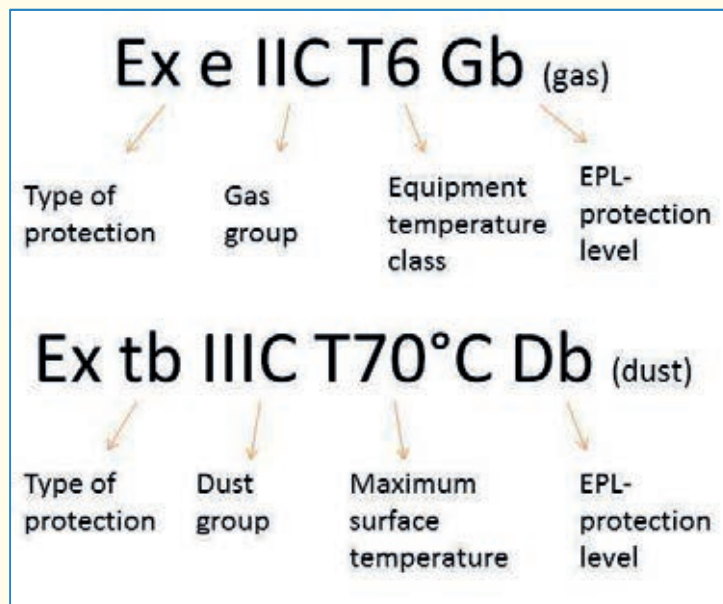 Ex e IIC T6 Gb (gas)
Type of
protection
Gas
group
Equipment
temperature
class
EPL-
protection
level
Ex tb IIIC T70°C Db (dust)
Type of
protection
Dust
group
Maximum
surface
temperature
EPL-
protection
level